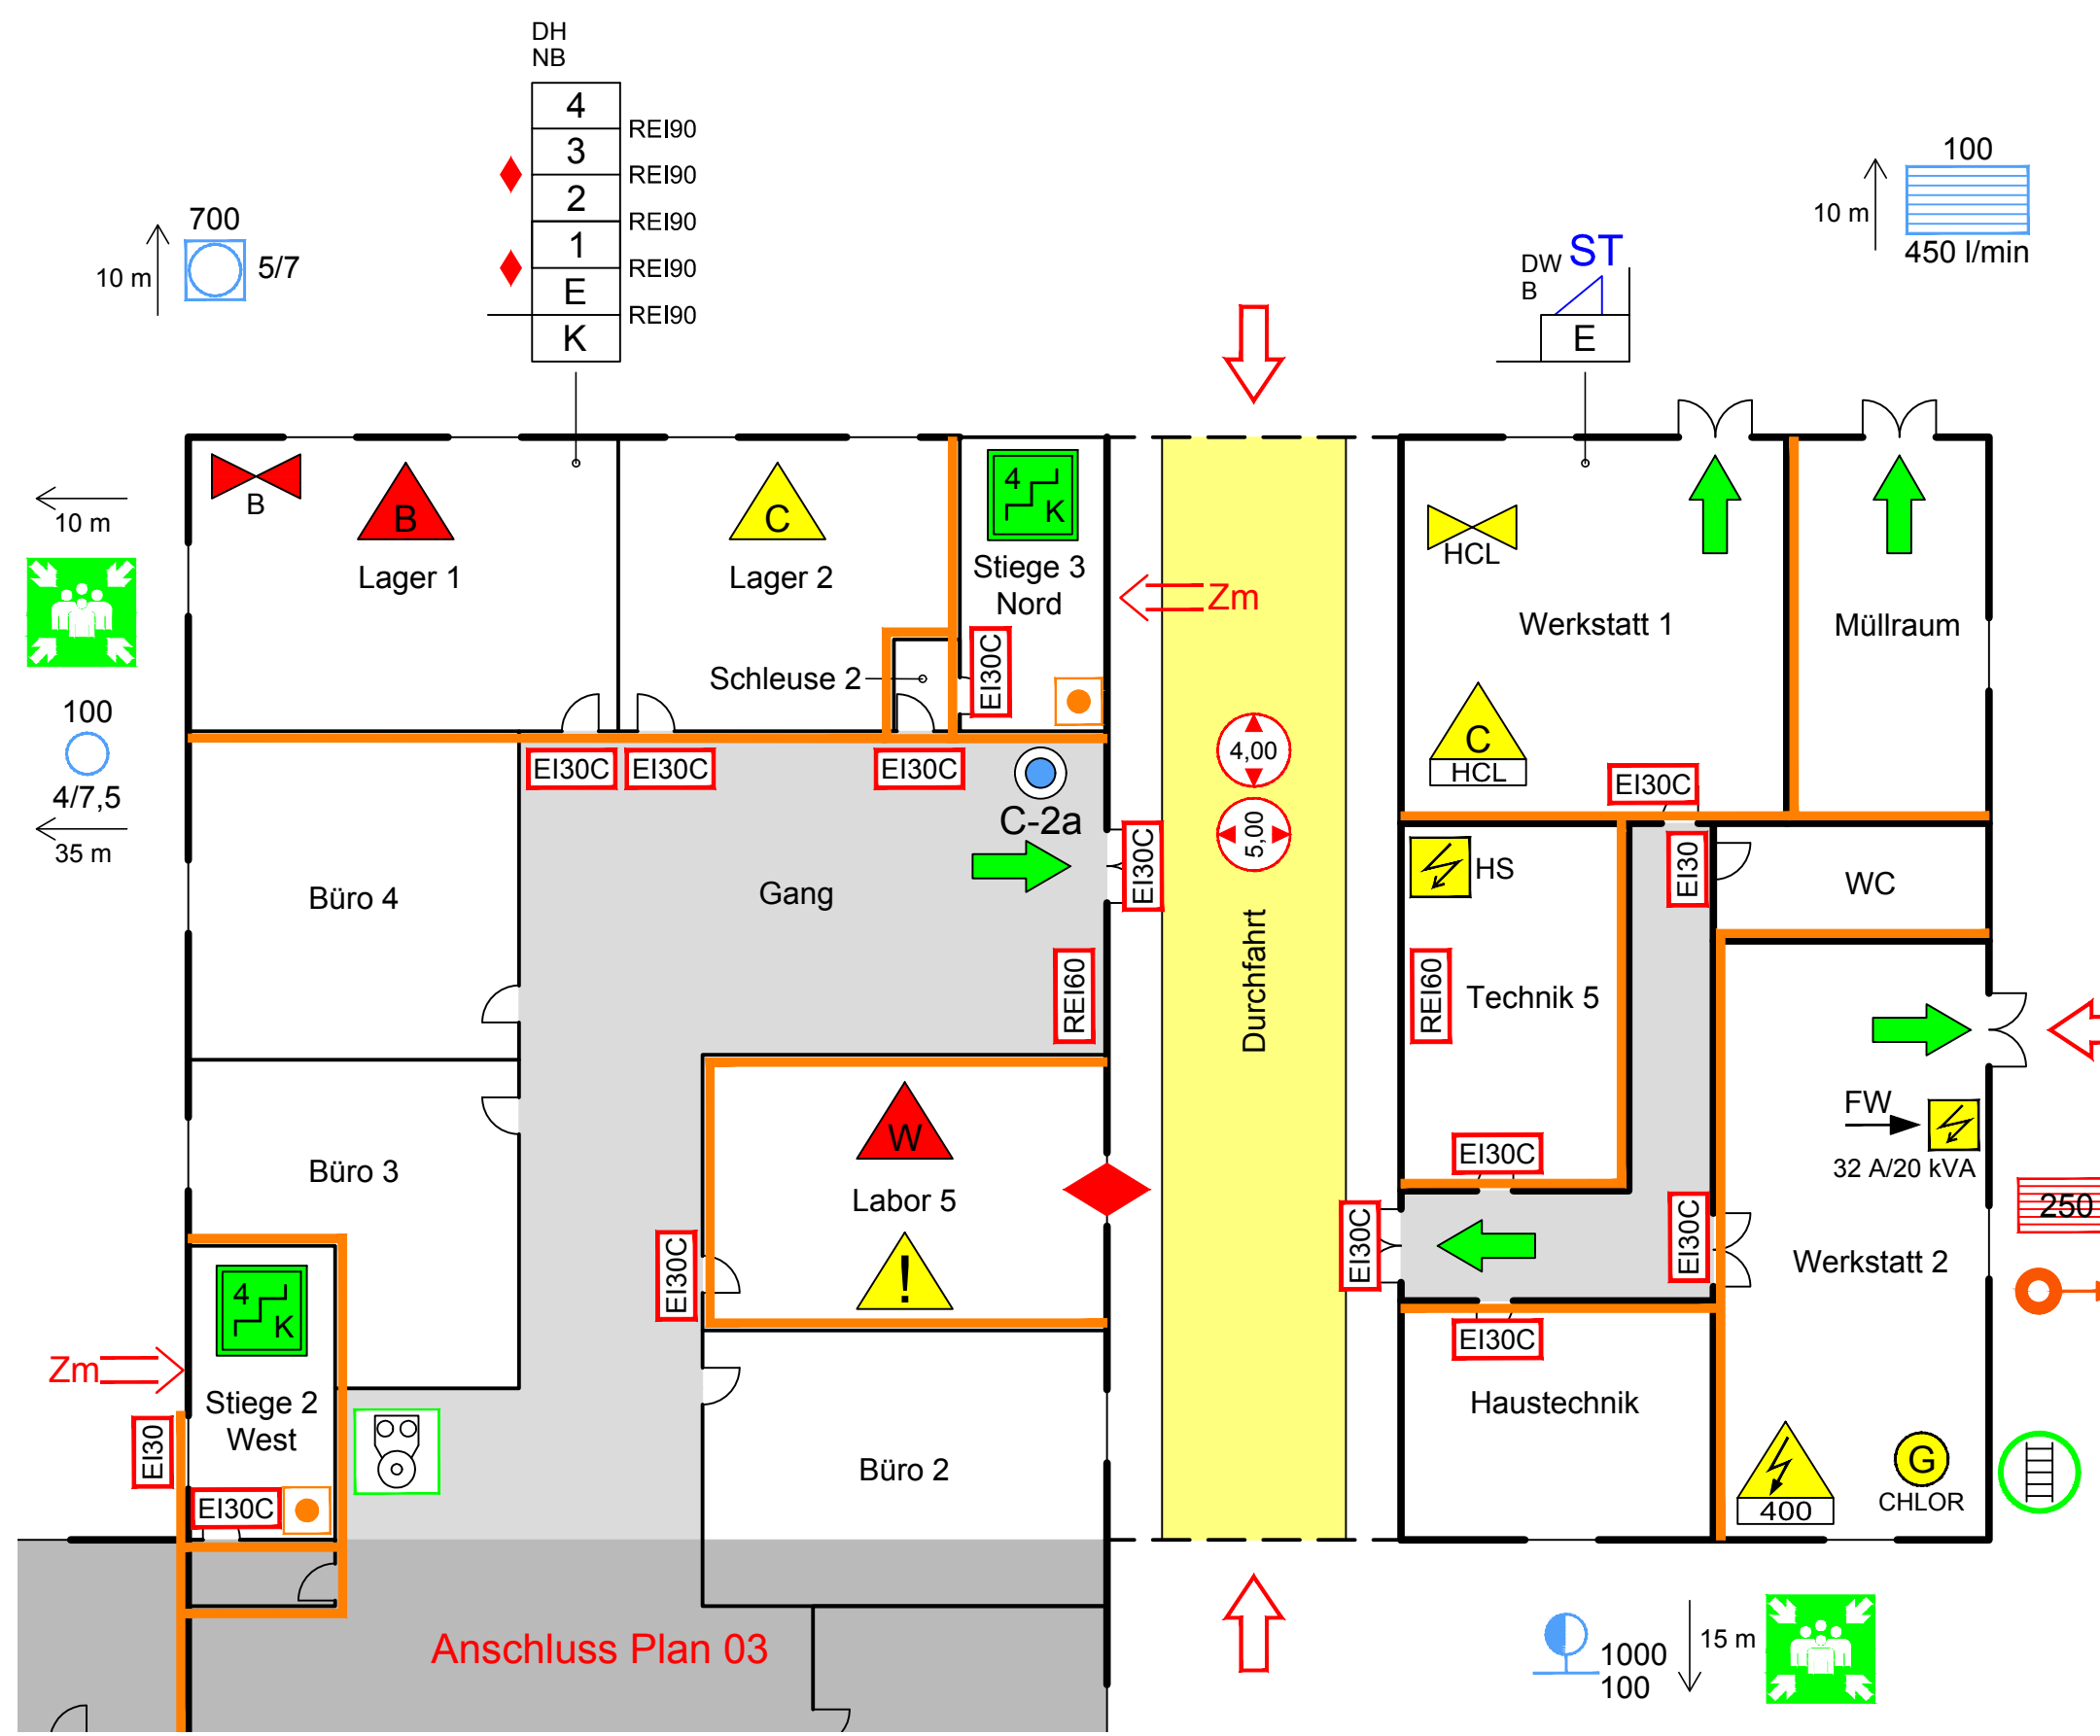 DH
NB
4
3
2
1
E
K
REI90
REI90
REI90
REI90
REI90
700
10 m
5/7
DW
B
ST
E
100
10 m
450 l/min
10 m
B
B
Lager 1
C
Lager 2
4
K
Stiege 3
Nord
Zm
Schleuse 2
EI30C
HCL
Werkstatt 1
Müllraum
C
HCL
EI30C
100
4/7,5
35 m
EI30C
EI30C
EI30C
C-2a
EI30C
4,00
5,00
Durchfahrt
Büro 4
Gang
REI60
HS
EI30
WC
REI60
Technik 5
FW
32 A/20 kVA
Büro 3
W
Labor 5
!
EI30C
EI30C
EI30C
EI30C
250
Werkstatt 2
4
K
Stiege 2
West
Zm
EI30
EI30C
Büro 2
EI30C
Haustechnik
400
G
CHLOR
Anschluss Plan 03
1000
100
15 m